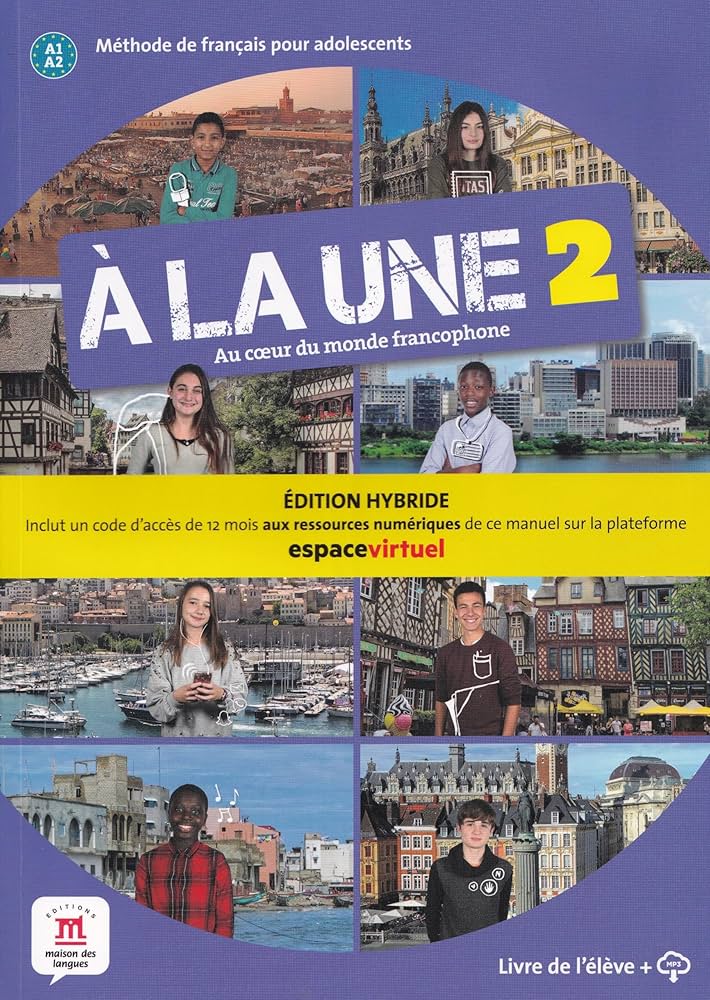 A1
A2
Méthode de français pour adolescents
ITAS
À LA UNE 2
Au cœur du monde francophone
ÉDITION HYBRIDE
Inclut un code d'accès de 12 mois aux ressources numériques de ce manuel sur la plateforme
espacevirtuel
N
EDITIONS
m
maison des
langues
Livre de l'élève +
MP3